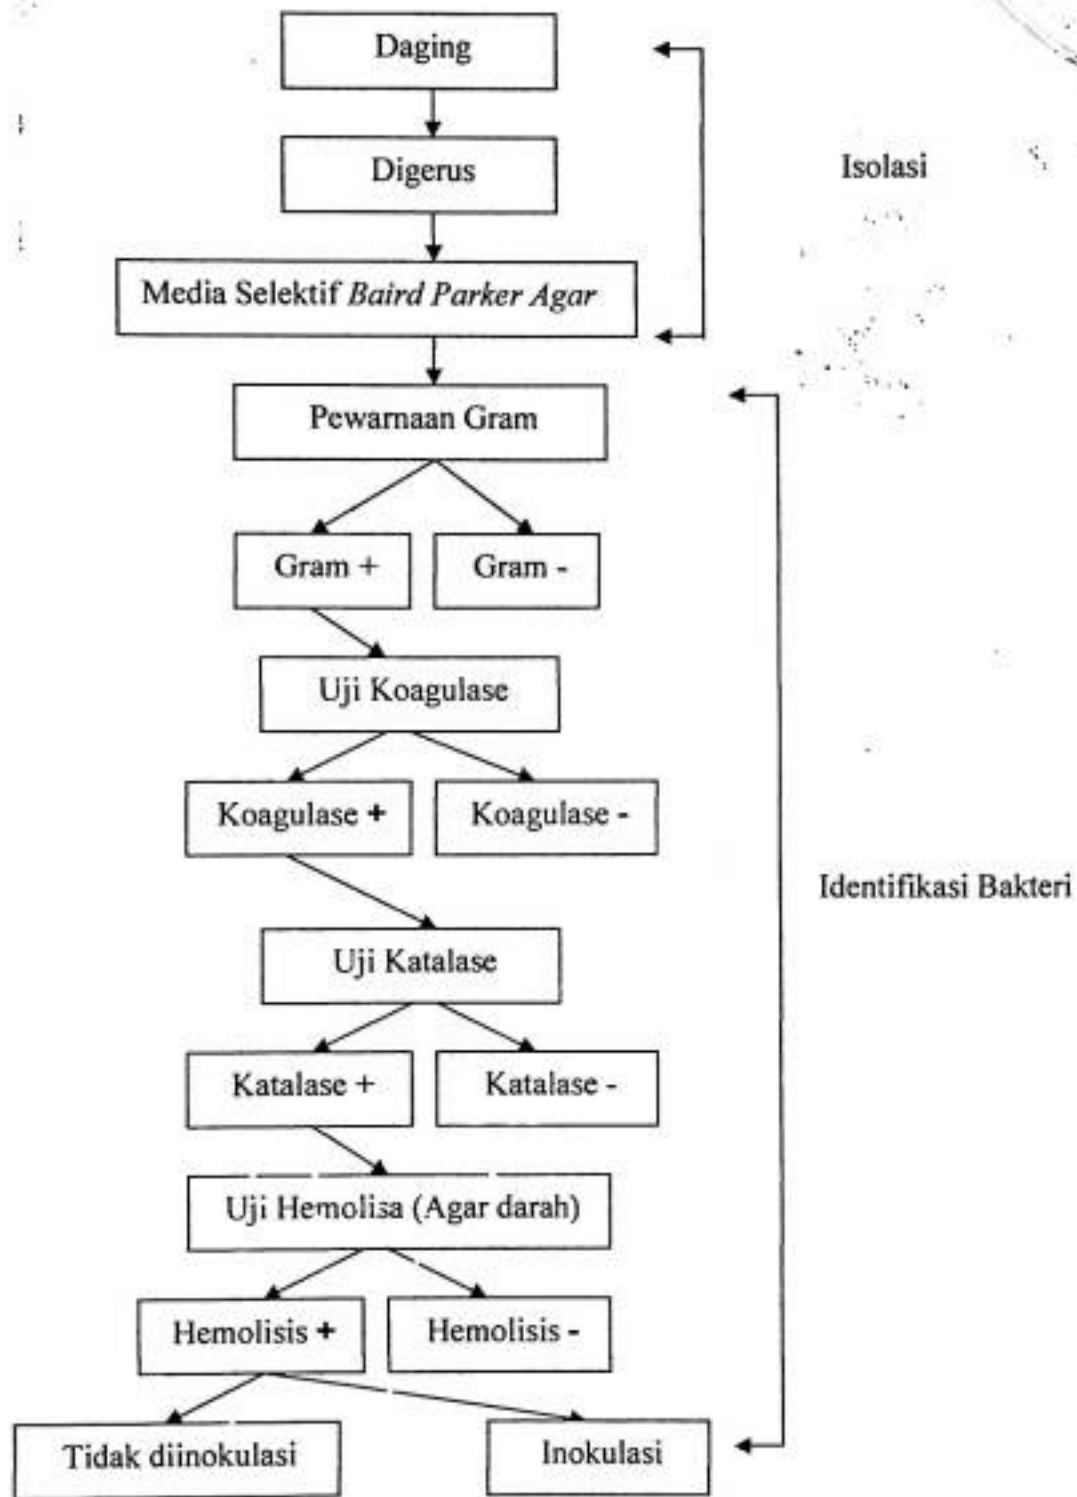 Daging
Digerus
Isolasi
Media Selektif Baird Parker Agar
Pewarnaan Gram
Gram +
Gram -
Uji Koagulase
Koagulase +
Koagulase -
Identifikasi Bakteri
Uji Katalase
Katalase +
Katalase -
Uji Hemolisa (Agar darah)
Hemolisis +
Hemolisis -
Tidak diinokulasi
Inokulasi